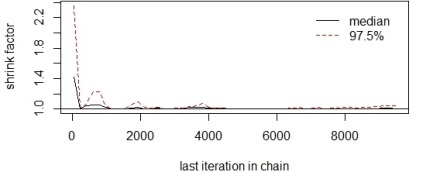 shrink factor
2.2
1.8
1.4
1.0
median
97.5%
0 2000 4000 6000 8000
last iteration in chain